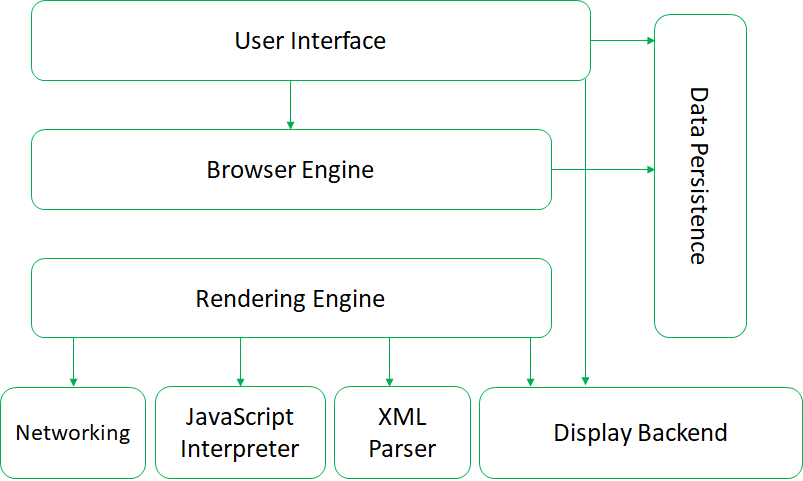 User Interface
Data Persistence
Browser Engine
Rendering Engine
Networking
JavaScript
Interpreter
XML
Parser
Display Backend